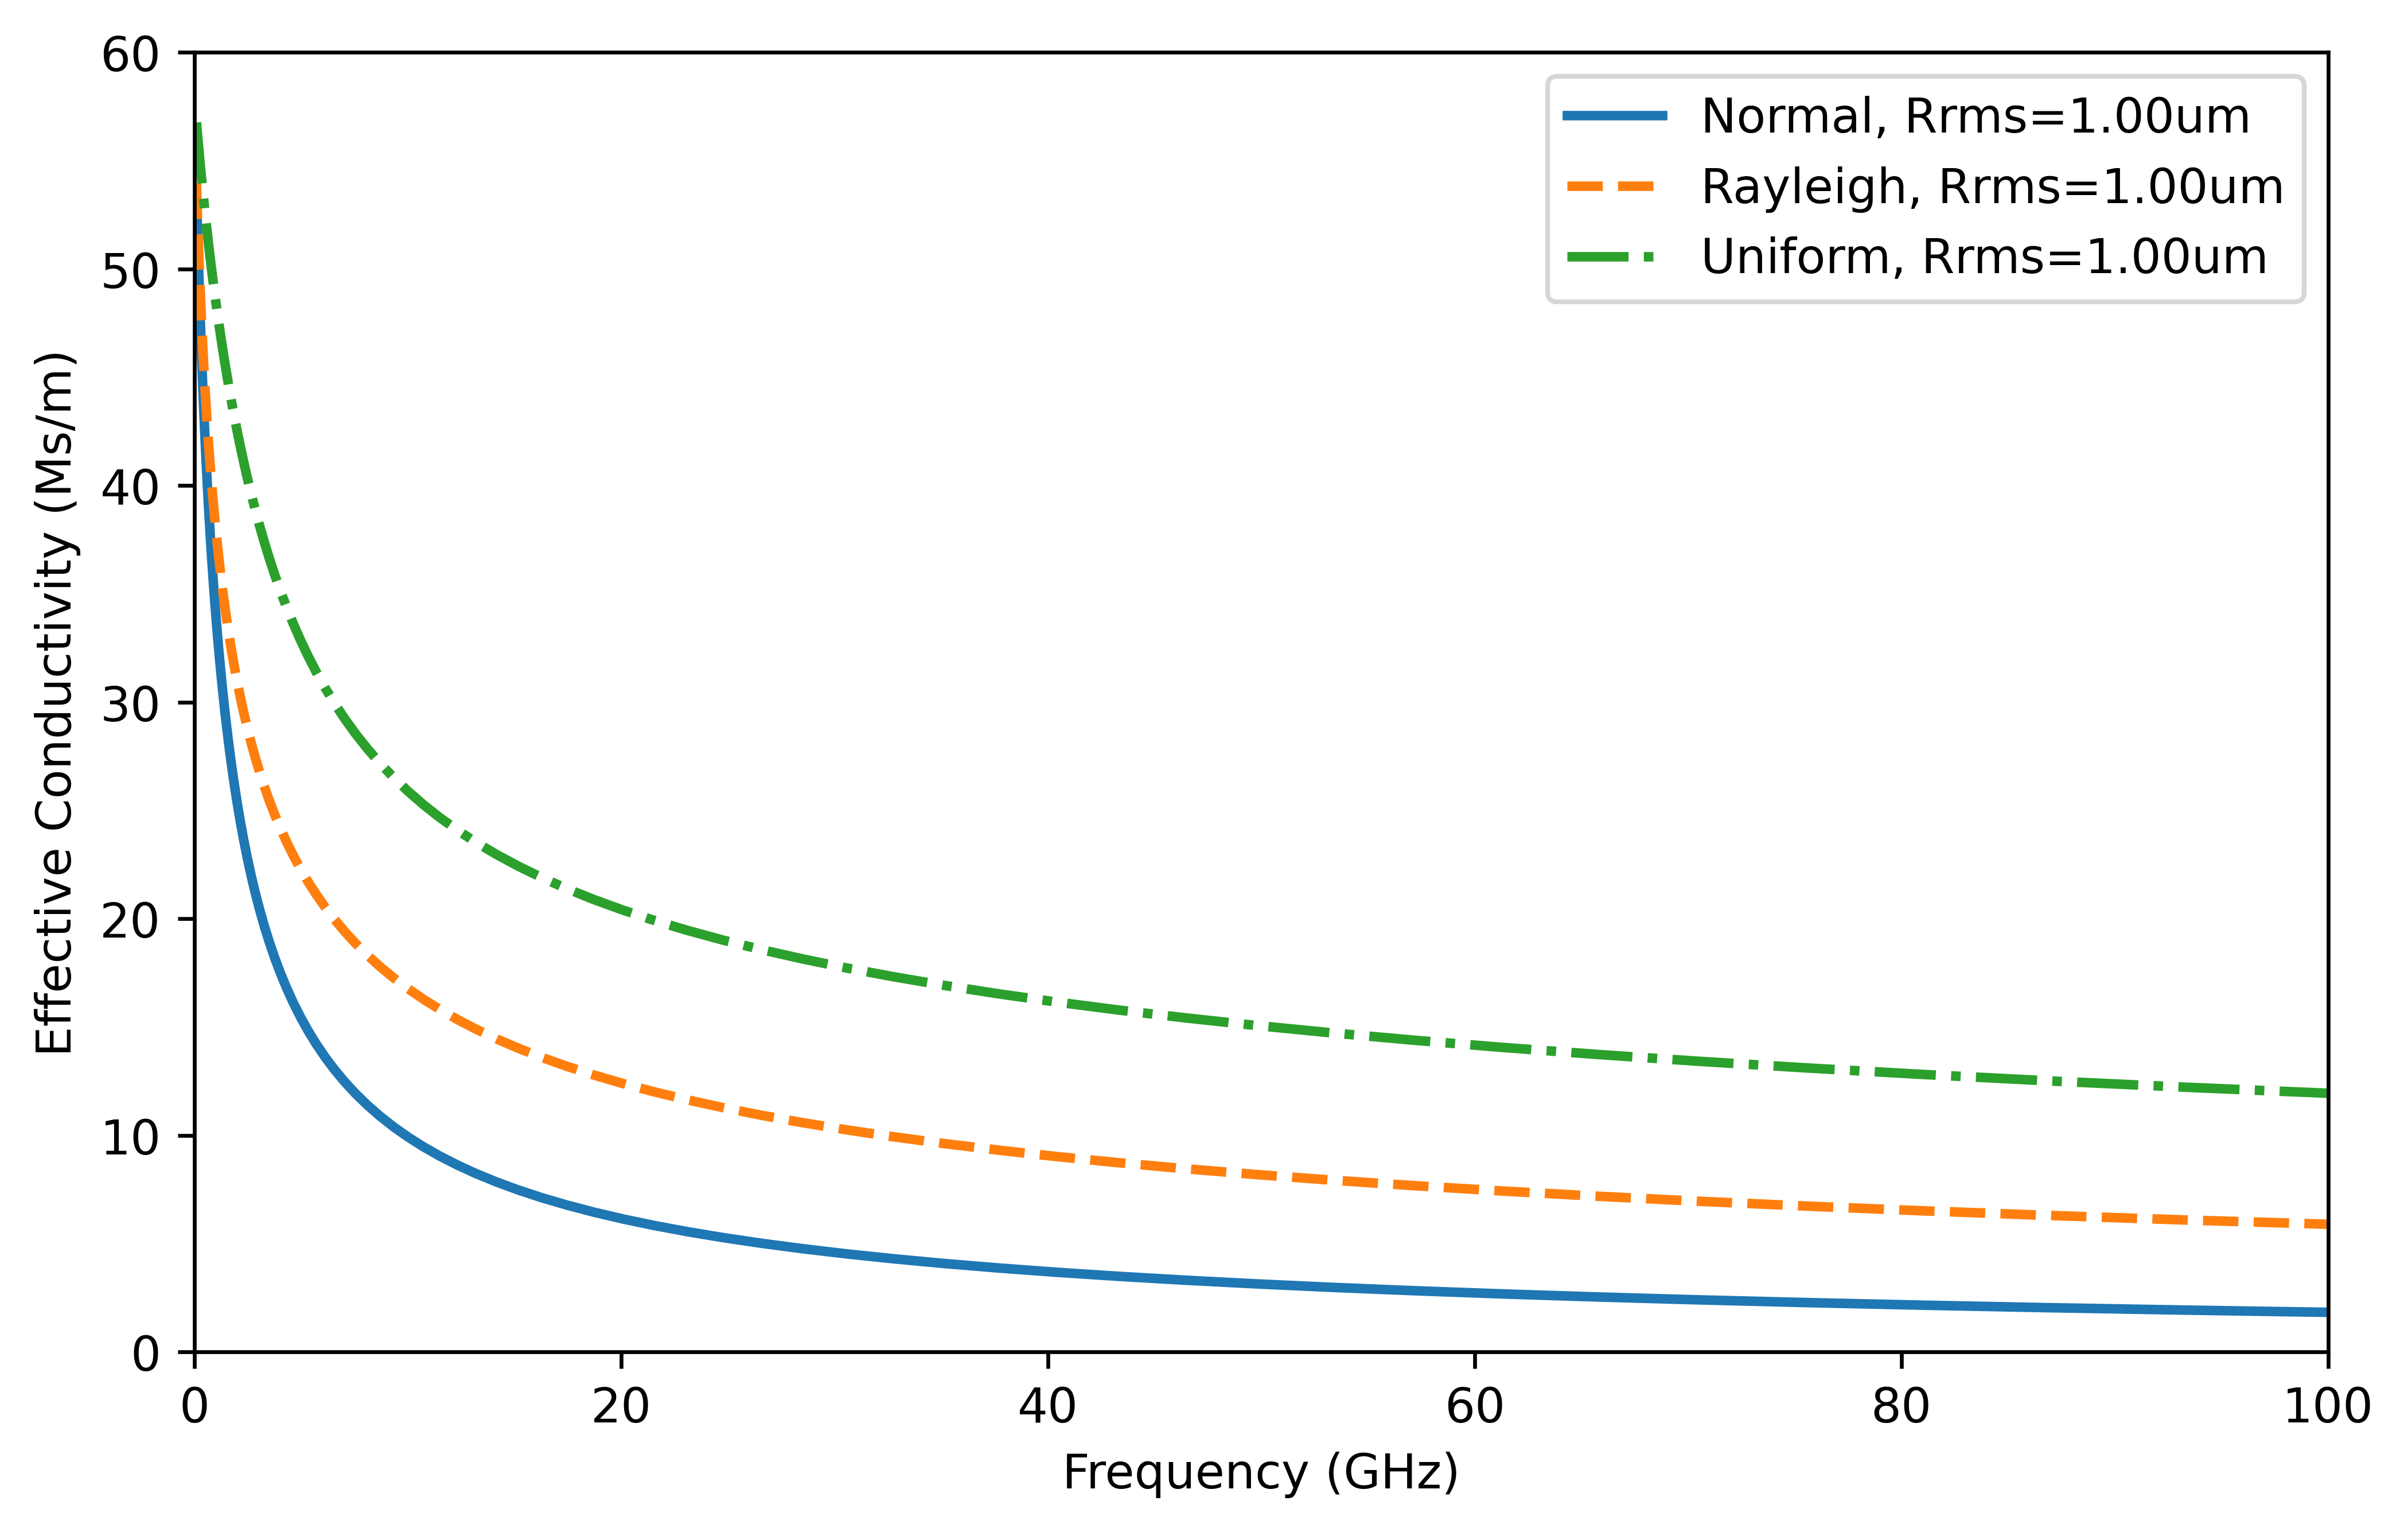 60
50
40
30
20
10
0
Effective Conductivity (Ms/m)
Normal, Rrms=1.00um
Rayleigh, Rrms=1.00um
Uniform, Rrms=1.00um
0 20 40 60 80 100
Frequency (GHz)